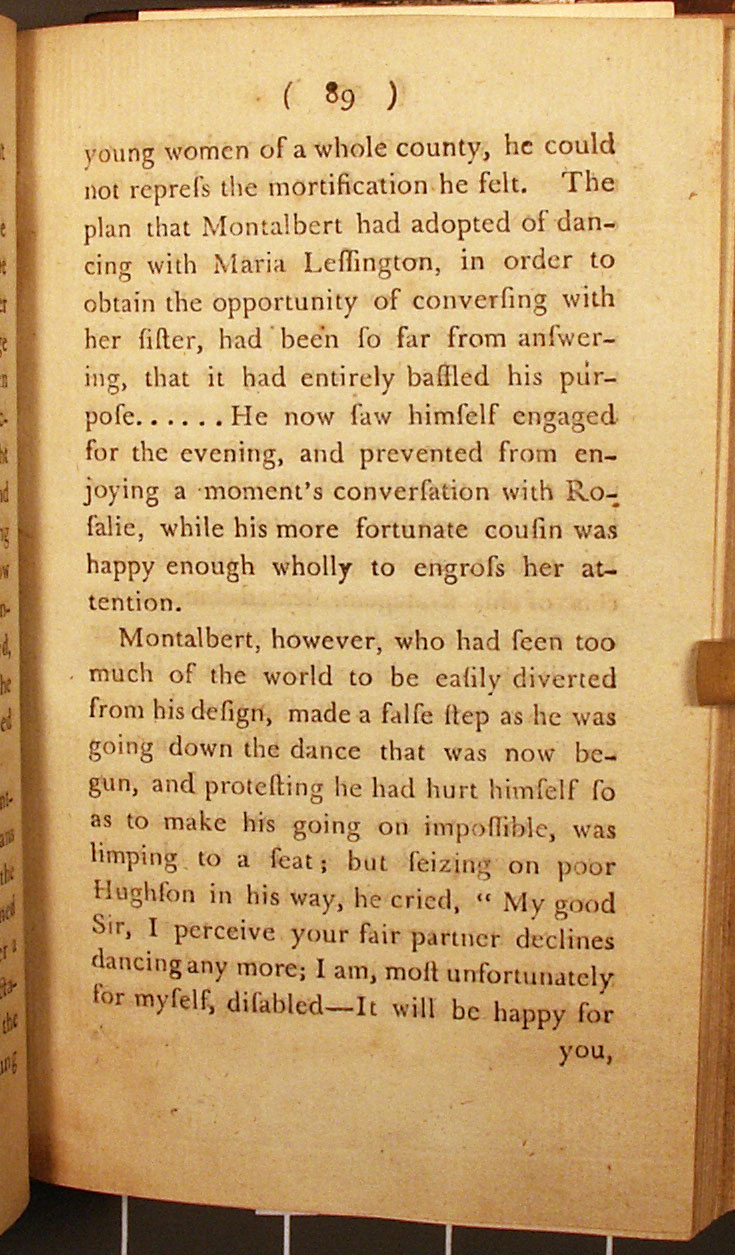 ( 89 )
young women of a whole county, he could
not repreſs the mortification he felt. The
plan that Montalbert had adopted of dan-
cing with Maria Leſſington, in order to
obtain the opportunity of converſing with
her ſiſter, had been ſo far from anſwer-
ing, that it had entirely baffled his pur-
poſe......He now ſaw himſelf engaged
for the evening, and prevented from en-
joying a moment's converſation with Ro-
ſalie, while his more fortunate couſin was
happy enough wholly to engroſs her at-
tention.
Montalbert, however, who had ſeen too
much of the world to be eaſily diverted
from his deſign, made a falſe ſtep as he was
going down the dance that was now be-
gun, and proteſting he had hurt himſelf ſo
as to make his going on impoſſible, was
limping to a ſeat; but ſeizing on poor
Hughſon in his way, he cried, “ My good
Sir, I perceive your fair partner declines
dancing any more; I am, moſt unfortunately
for myſelf, diſabled—It will be happy for
you,